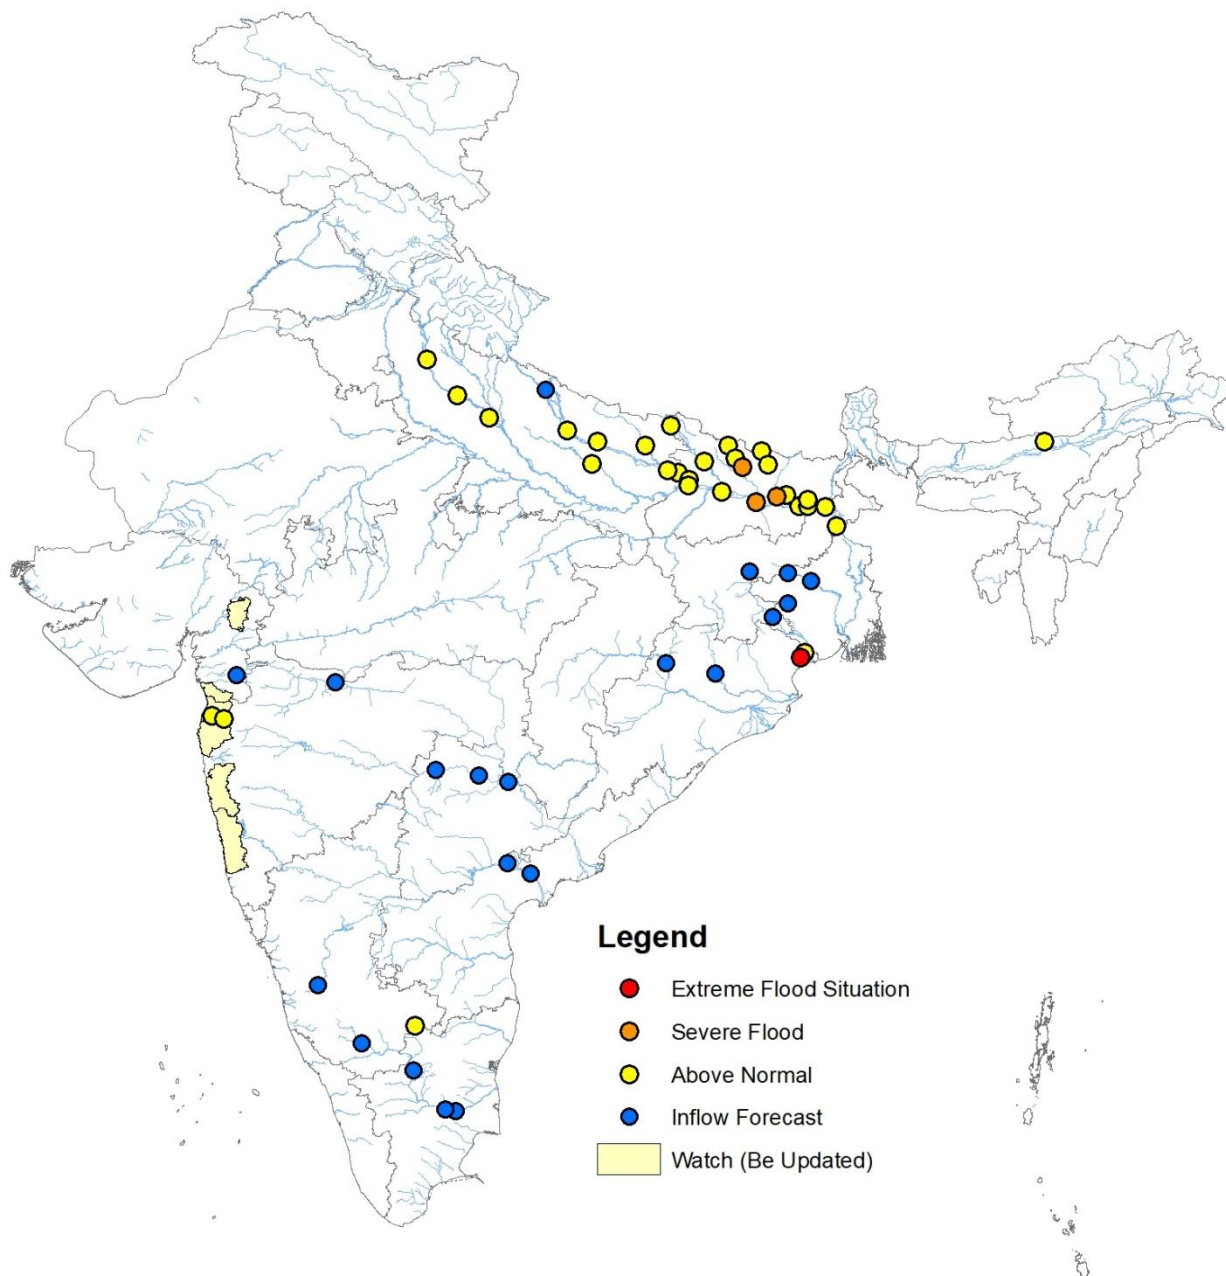 Legend
Extreme Flood Situation
Severe Flood
Above Normal
Inflow Forecast
Watch (Be Updated)